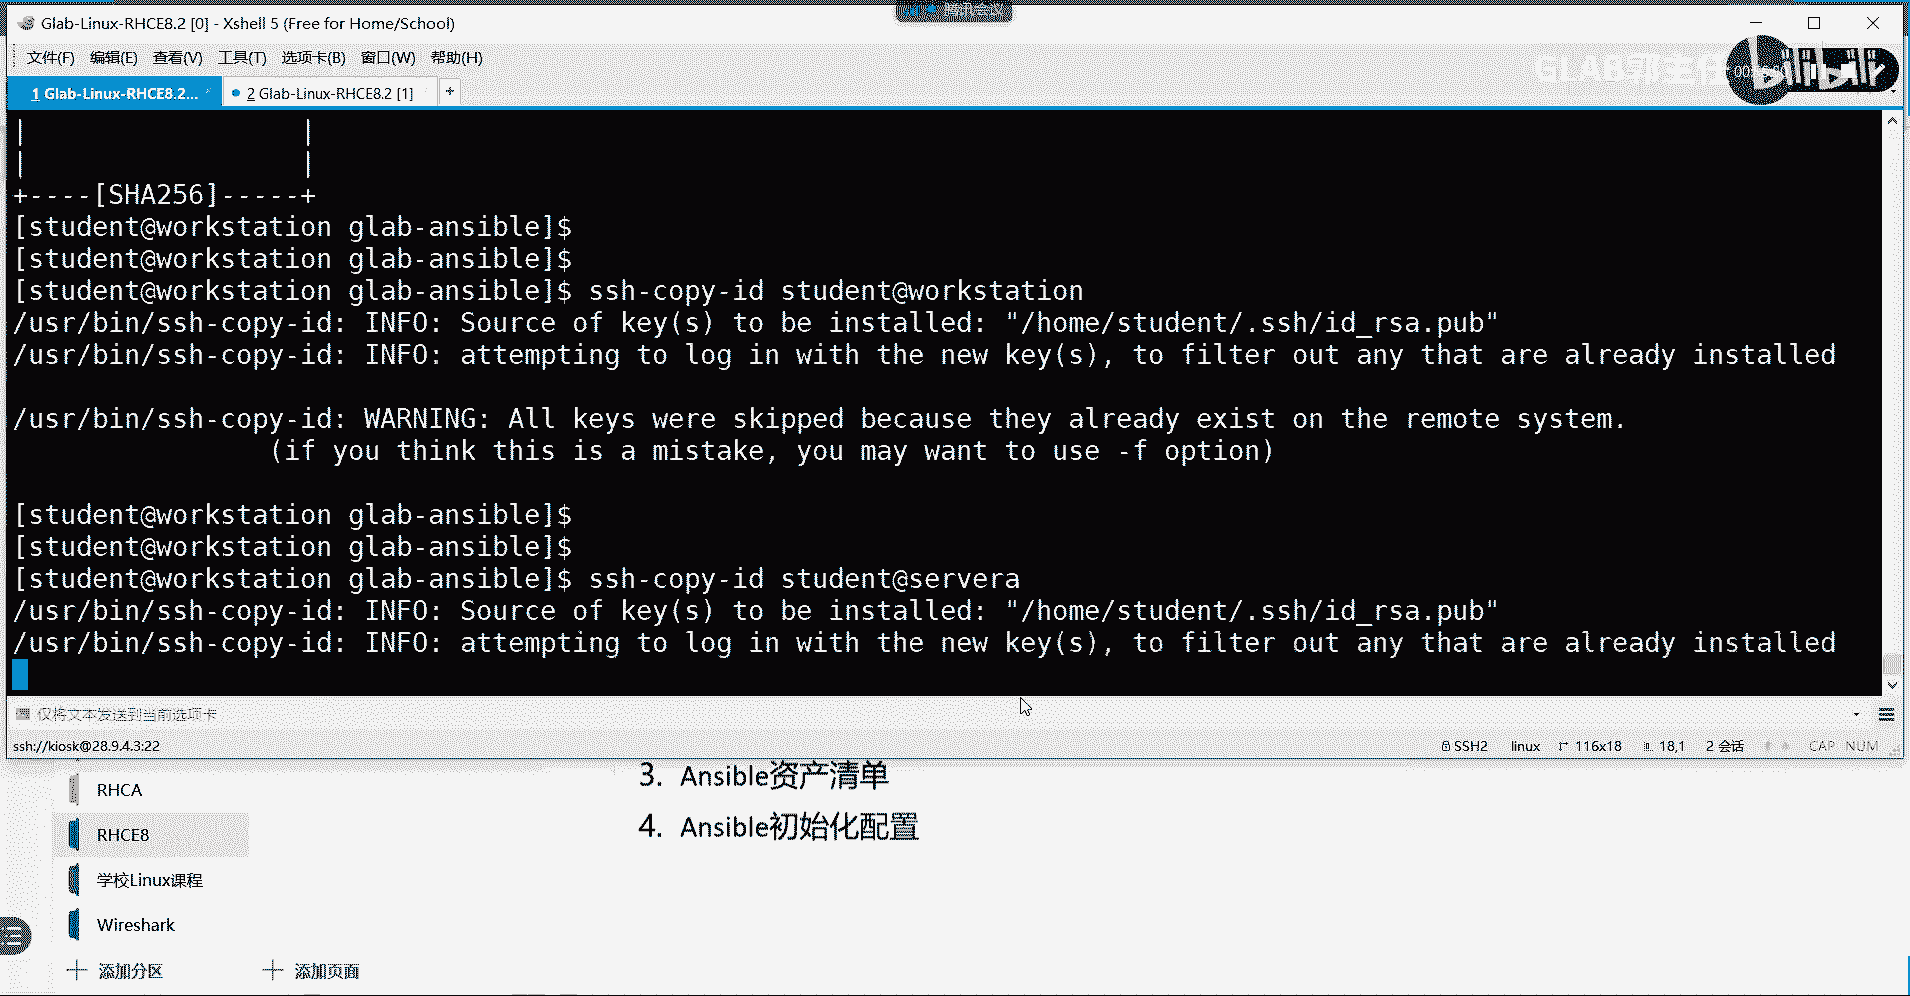 腾讯会议
Glab-Linux-RHCE8.2 [0] - Xshell 5 (Free for Home/School)
文件(F) 编辑(E) 查看(V) 工具(T) 选项卡(B) 窗口(W) 帮助(H)
GLAB郭主任
bilibili
1 Glab-Linux-RHCE8.2... 2 Glab-Linux-RHCE8.2 [1] +
| |
| |
+----[SHA256]-----+
[student@workstation glab-ansible]$
[student@workstation glab-ansible]$
[student@workstation glab-ansible]$ ssh-copy-id student@workstation
/usr/bin/ssh-copy-id: INFO: Source of key(s) to be installed: "/home/student/.ssh/id_rsa.pub"
/usr/bin/ssh-copy-id: INFO: attempting to log in with the new key(s), to filter out any that are already installed
/usr/bin/ssh-copy-id: WARNING: All keys were skipped because they already exist on the remote system.
(if you think this is a mistake, you may want to use -f option)
[student@workstation glab-ansible]$
[student@workstation glab-ansible]$
[student@workstation glab-ansible]$ ssh-copy-id student@servera
/usr/bin/ssh-copy-id: INFO: Source of key(s) to be installed: "/home/student/.ssh/id_rsa.pub"
/usr/bin/ssh-copy-id: INFO: attempting to log in with the new key(s), to filter out any that are already installed
仅将文本发送到当前选项卡
ssh://kiosk@28.9.4.3:22 SSH2 linux 116x18 18,1 2 会话 CAP NUM
3. Ansible资产清单
4. Ansible初始化配置
RHCA
RHCE8
学校Linux课程
Wireshark
添加分区 添加页面